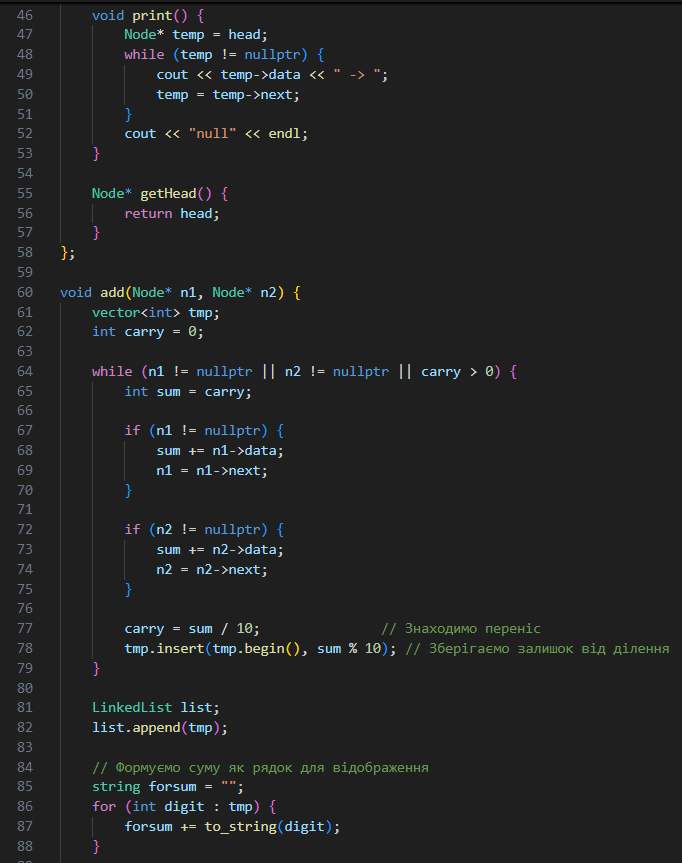 46 void print() {
47 Node* temp = head;
48 while (temp != nullptr) {
49 cout << temp->data << " -> ";
50 temp = temp->next;
51 }
52 cout << "null" << endl;
53 }
54
55 Node* getHead() {
56 return head;
57 }
58 };
59
60 void add(Node* n1, Node* n2) {
61 vector<int> tmp;
62 int carry = 0;
63
64 while (n1 != nullptr || n2 != nullptr || carry > 0) {
65 int sum = carry;
66
67 if (n1 != nullptr) {
68 sum += n1->data;
69 n1 = n1->next;
70 }
71
72 if (n2 != nullptr) {
73 sum += n2->data;
74 n2 = n2->next;
75 }
76
77 carry = sum / 10; // Знаходимо переніс
78 tmp.insert(tmp.begin(), sum % 10); // Зберігаємо залишок від ділення
79 }
80
81 LinkedList list;
82 list.append(tmp);
83
84 // Формуємо суму як рядок для відображення
85 string forsum = "";
86 for (int digit : tmp) {
87 forsum += to_string(digit);
88 }